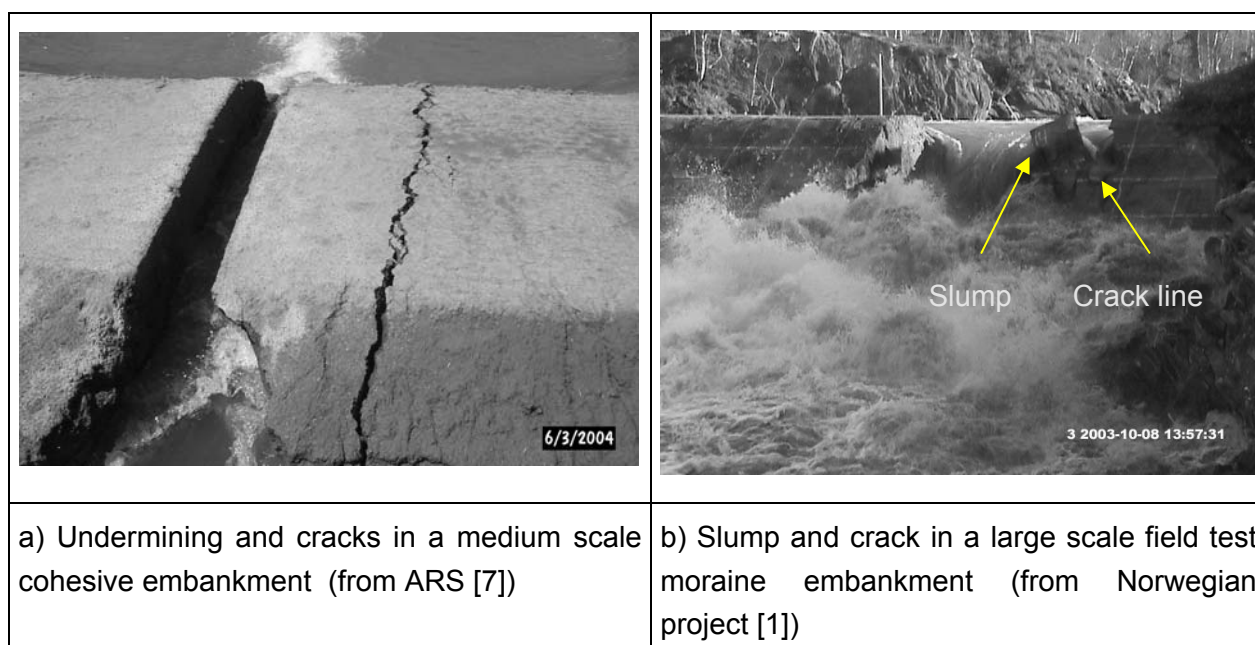 6/3/2004
Slump
Crack line
3 2003-10-08 13:57:31
a) Undermining and cracks in a medium scale
cohesive embankment (from ARS [7])
b) Slump and crack in a large scale field test
moraine embankment (from Norwegian
project [1])